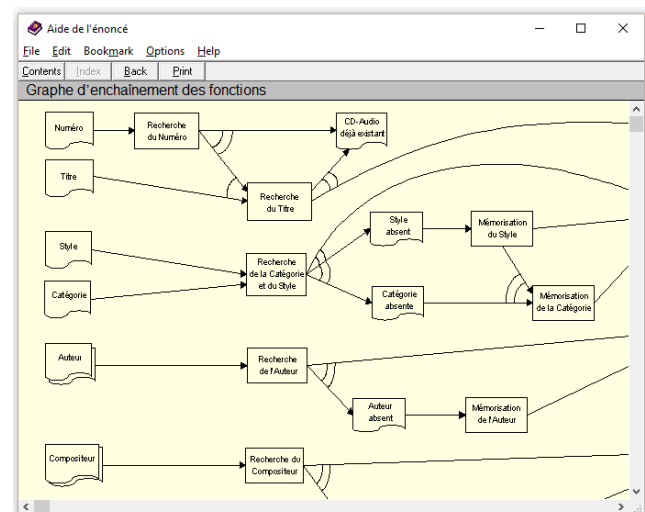 Aide de l'énoncé
File Edit Bookmark Options Help
Contents Index Back Print
Graphe d'enchaînement des fonctions
Numéro
Recherche
du Numéro
CD-Audio
déjà existant
Titre
Recherche
du Titre
Style
absent
Mémorisation
du Style
Style
Recherche
de la Catégorie
et du Style
Catégorie
Catégorie
absente
Mémorisation
de la Catégorie
Auteur
Recherche
de l'Auteur
Auteur
absent
Mémorisation
de l'Auteur
Compositeur
Recherche du
Compositeur